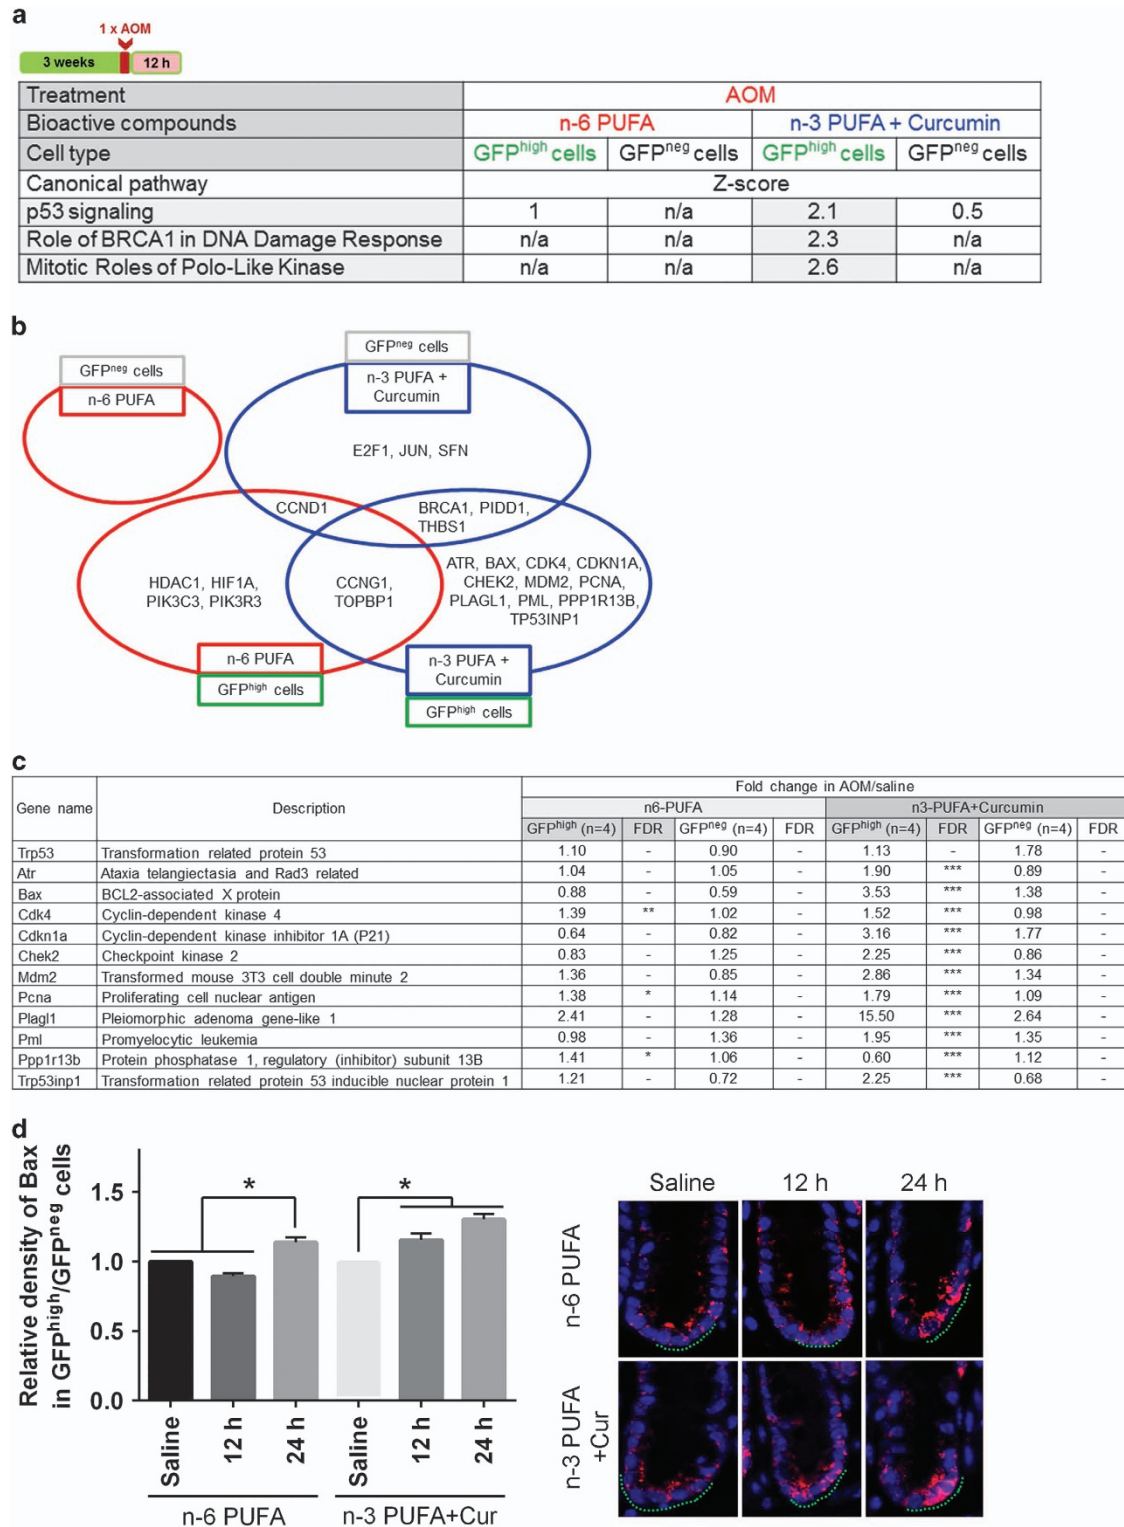 a
1 x AOM
3 weeks 12 h
Treatment AOM
Bioactive compounds n-6 PUFA n-3 PUFA + Curcumin
Cell type GFPhigh cells GFPneg cells GFPhigh cells GFPneg cells
Canonical pathway Z-score
p53 signaling 1 n/a 2.1 0.5
Role of BRCA1 in DNA Damage Response n/a n/a 2.3 n/a
Mitotic Roles of Polo-Like Kinase n/a n/a 2.6 n/a
b
GFPneg cells
n-6 PUFA
GFPneg cells
n-3 PUFA +
Curcumin
E2F1, JUN, SFN
CCND1
BRCA1, PIDD1,
THBS1
HDAC1, HIF1A,
PIK3C3, PIK3R3
CCNG1,
TOPBP1
ATR, BAX, CDK4, CDKN1A,
CHEK2, MDM2, PCNA,
PLAGL1, PML, PPP1R13B,
TP53INP1
n-6 PUFA
GFPhigh cells
n-3 PUFA +
Curcumin
GFPhigh cells
c
Gene name Description Fold change in AOM/saline
n6-PUFA n3-PUFA+Curcumin
GFPhigh (n=4) FDR GFPneg (n=4) FDR GFPhigh (n=4) FDR GFPneg (n=4) FDR
Trp53 Transformation related protein 53 1.10 - 0.90 - 1.13 - 1.78 -
Atr Ataxia telangiectasia and Rad3 related 1.04 - 1.05 - 1.90 *** 0.89 -
Bax BCL2-associated X protein 0.88 - 0.59 - 3.53 *** 1.38 -
Cdk4 Cyclin-dependent kinase 4 1.39 ** 1.02 - 1.52 *** 0.98 -
Cdkn1a Cyclin-dependent kinase inhibitor 1A (P21) 0.64 - 0.82 - 3.16 *** 1.77 -
Chek2 Checkpoint kinase 2 0.83 - 1.25 - 2.25 *** 0.86 -
Mdm2 Transformed mouse 3T3 cell double minute 2 1.36 - 0.85 - 2.86 *** 1.34 -
Pcna Proliferating cell nuclear antigen 1.38 * 1.14 - 1.79 *** 1.09 -
Plagl1 Pleiomorphic adenoma gene-like 1 2.41 - 1.28 - 15.50 *** 2.64 -
Pml Promyelocytic leukemia 0.98 - 1.36 - 1.95 *** 1.35 -
Ppp1r13b Protein phosphatase 1, regulatory (inhibitor) subunit 13B 1.41 * 1.06 - 0.60 *** 1.12 -
Trp53inp1 Transformation related protein 53 inducible nuclear protein 1 1.21 - 0.72 - 2.25 *** 0.68 -
d
Relative density of Bax
in GFPhigh/GFPneg cells
1.5
1.0
0.5
0.0
* *
Saline 12 h 24 h Saline 12 h 24 h
n-6 PUFA n-3 PUFA+Cur
Saline 12 h 24 h
n-6 PUFA
n-3 PUFA
+Cur